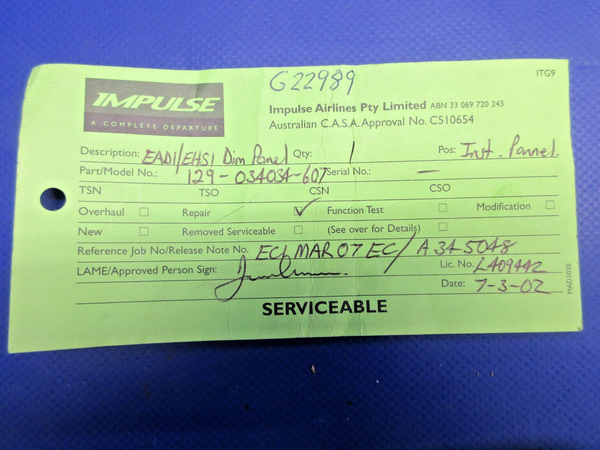 G22989
ITG9
IMPULSE
A COMPLETE DEPARTURE
Impulse Airlines Pty Limited ABN 33 069 720 243
Australian C.A.S.A. Approval No. C510654
Description: EADI/EHSI Dim Panel Qty: 1 Pos: Inst. Pannel.
Part/Model No.: 129-034034-607 Serial No.: —
TSN TSO CSN CSO
Overhaul ☐ Repair ☑ Function Test ☐ Modification ☐
New ☐ Removed Serviceable ☐ (See over for Details) ☐
Reference Job No/Release Note No. ECLMAR07EC/A345048
LAME/Approved Person Sign: Lic. No. L409442
Date: 7-3-02
SERVICEABLE
MAD1010